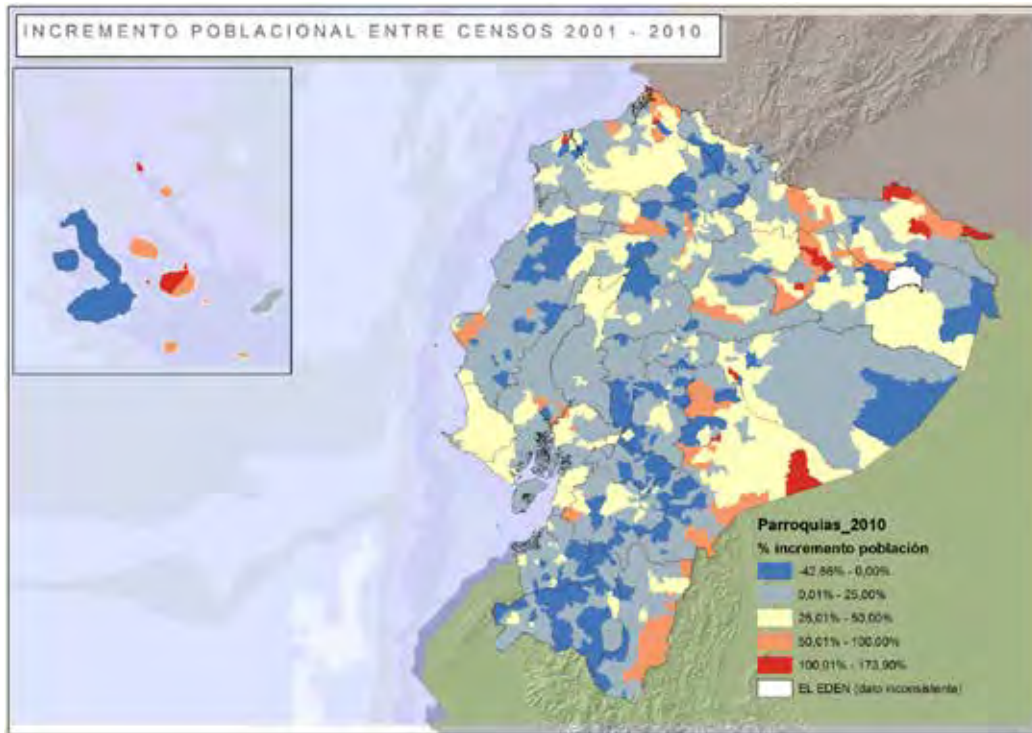 INCREMENTO POBLACIONAL ENTRE CENSOS 2001 - 2010
Parroquias_2010
% incremento población
-42,86% - 0,00%
0,01% - 25,00%
25,01% - 50,00%
50,01% - 100,00%
100,01% - 173,90%
EL EDEN (dato inconsistente)